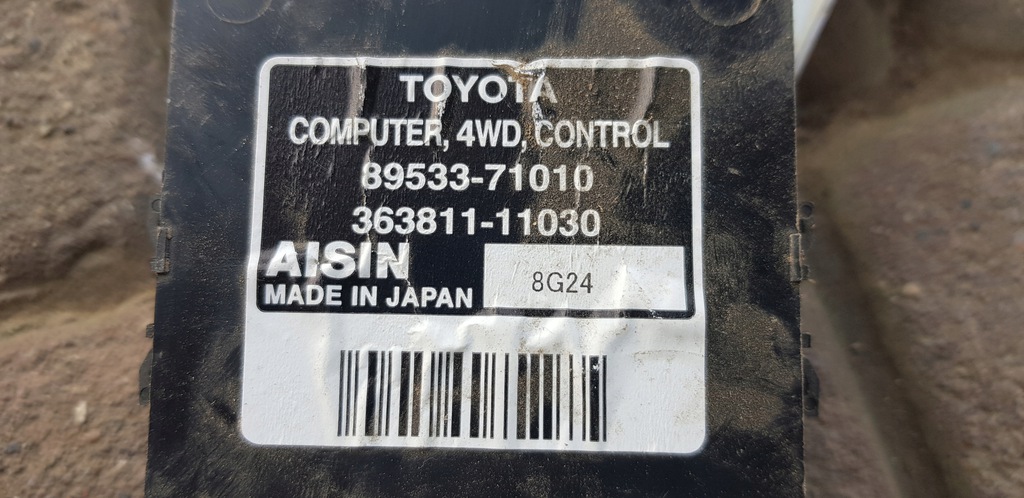 TOYOTA
COMPUTER, 4WD, CONTROL
89533-71010
363811-11030
AISIN
MADE IN JAPAN
8G24